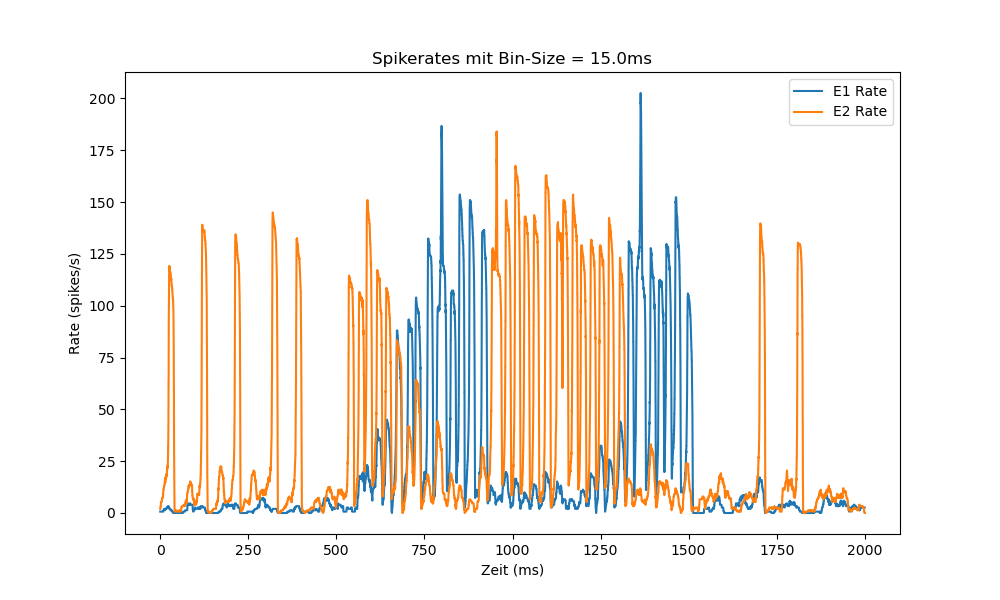 Spikerates mit Bin-Size = 15.0ms
E1 Rate
E2 Rate
Rate (spikes/s)
200
175
150
125
100
75
50
25
0
0 250 500 750 1000 1250 1500 1750 2000
Zeit (ms)